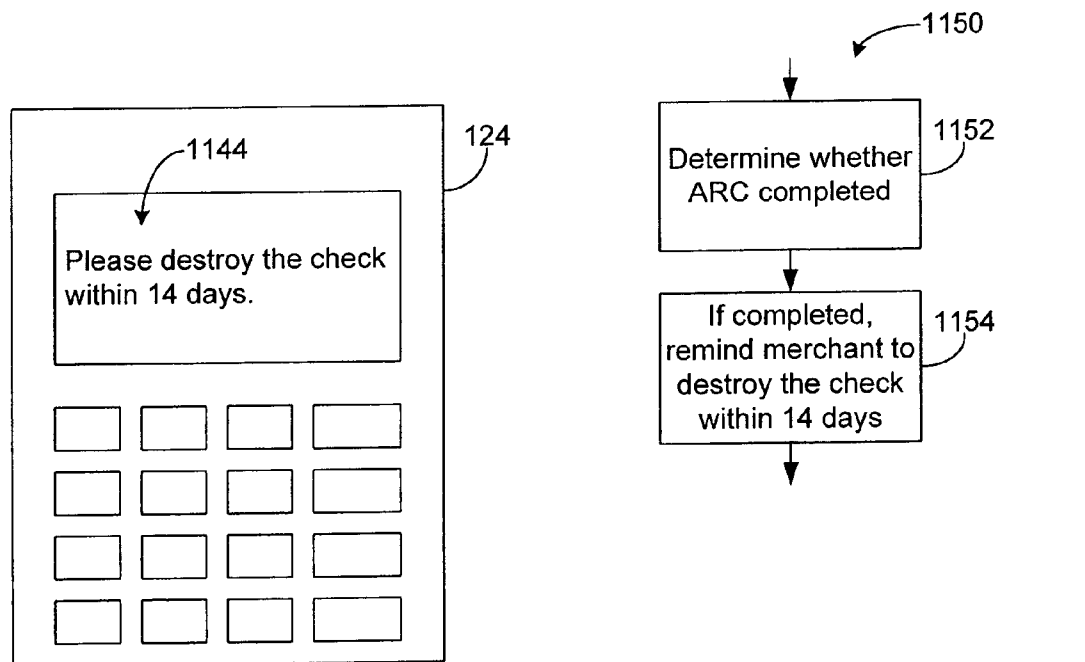 1150
124
1144
1152
Determine whether
ARC completed
Please destroy the check
within 14 days.
1154
If completed,
remind merchant to
destroy the check
within 14 days